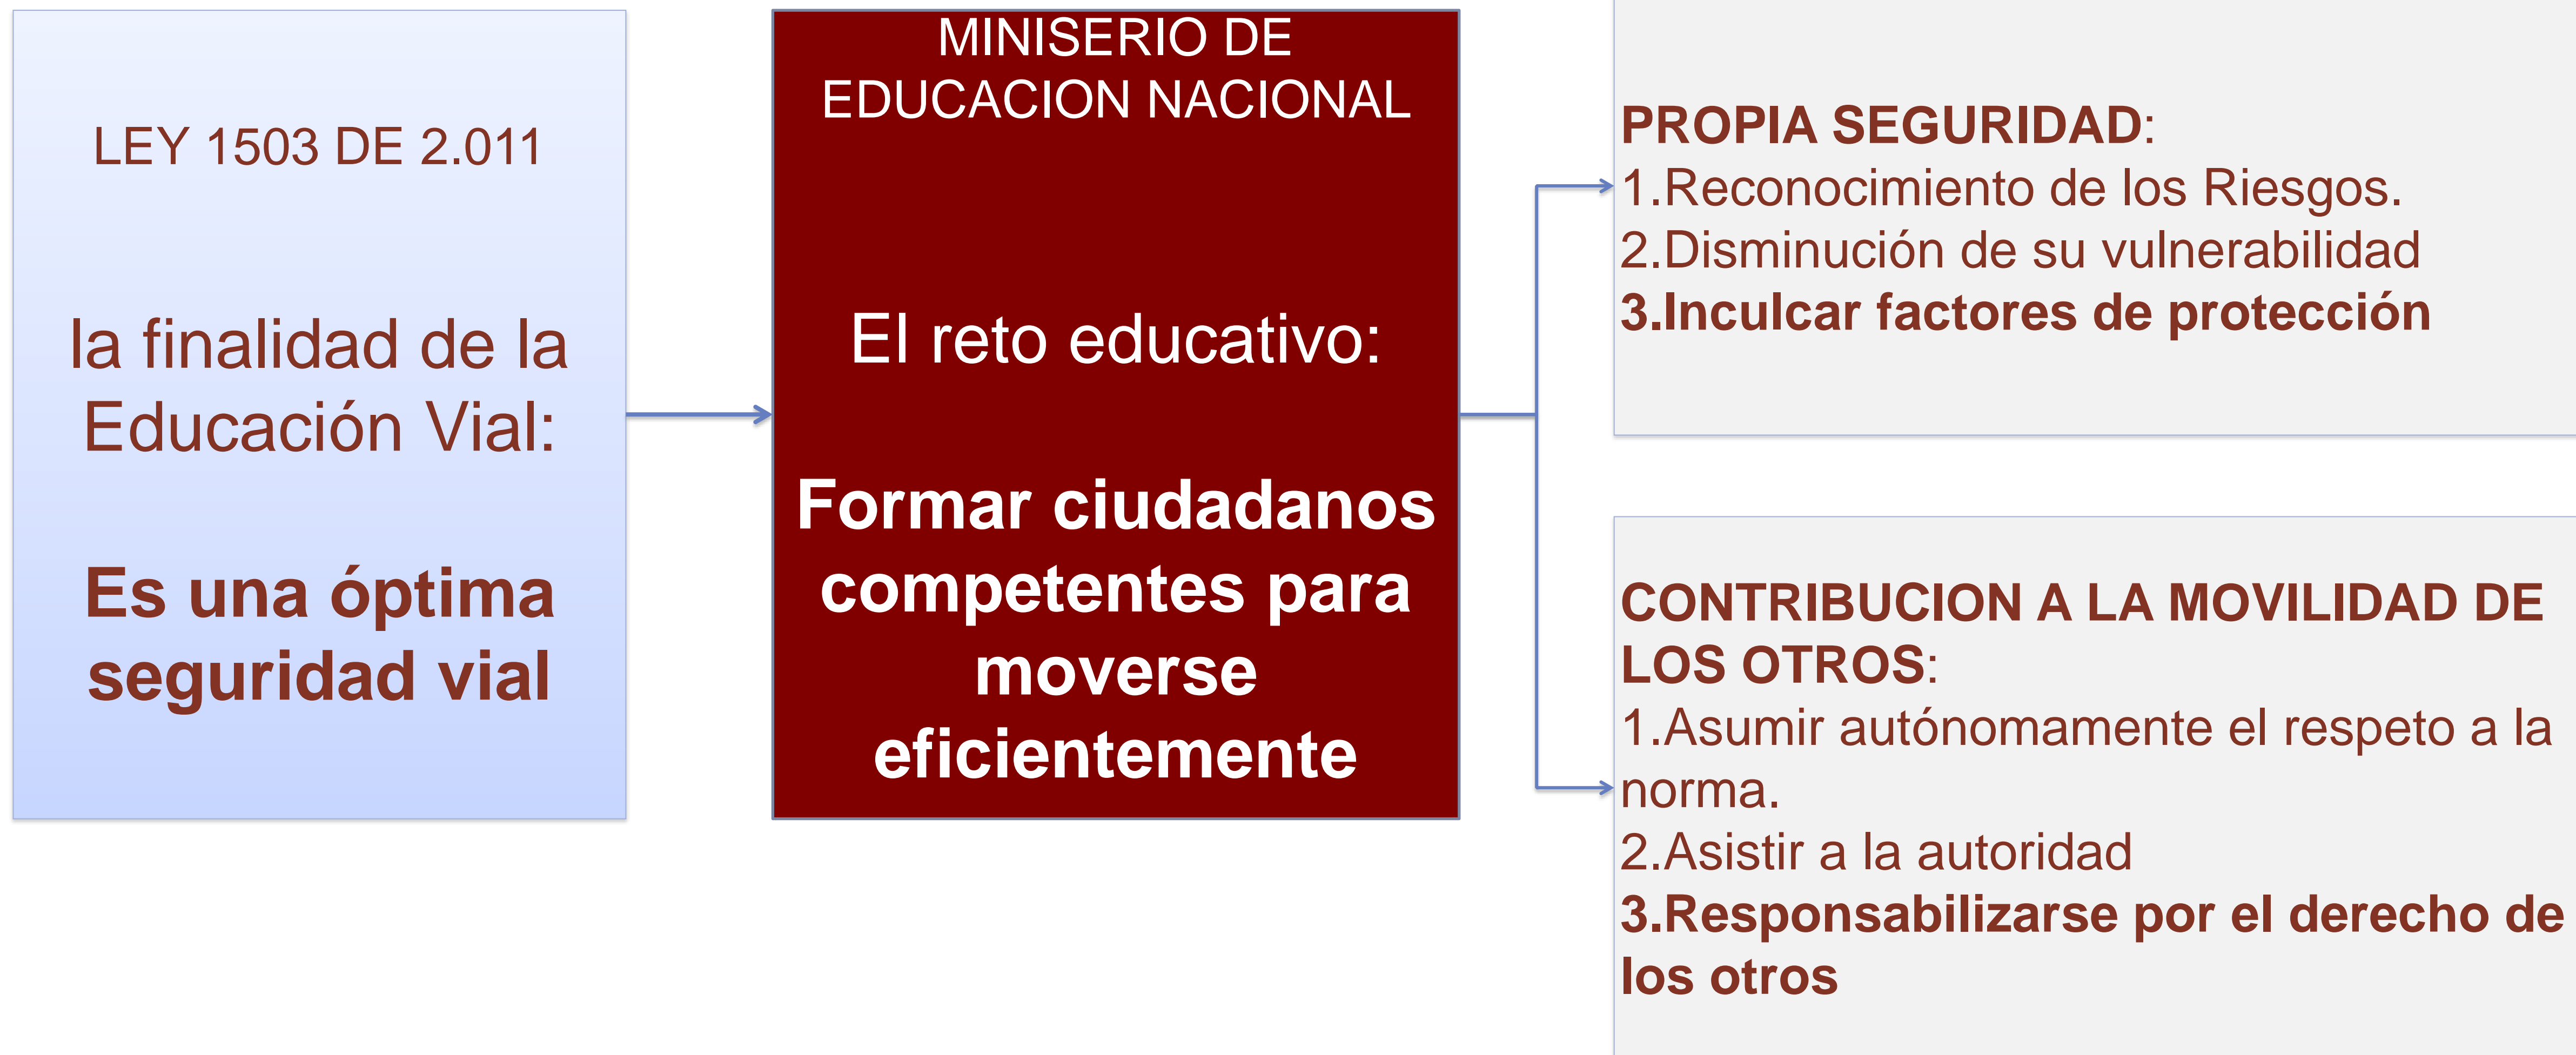 LEY 1503 DE 2.011
la finalidad de la
Educación Vial:
Es una óptima
seguridad vial
MINISERIO DE
EDUCACION NACIONAL
El reto educativo:
Formar ciudadanos
competentes para
moverse
eficientemente
PROPIA SEGURIDAD:
1.Reconocimiento de los Riesgos.
2.Disminución de su vulnerabilidad
3.Inculcar factores de protección
CONTRIBUCION A LA MOVILIDAD DE
LOS OTROS:
1.Asumir autónomamente el respeto a la
norma.
2.Asistir a la autoridad
3.Responsabilizarse por el derecho de
los otros